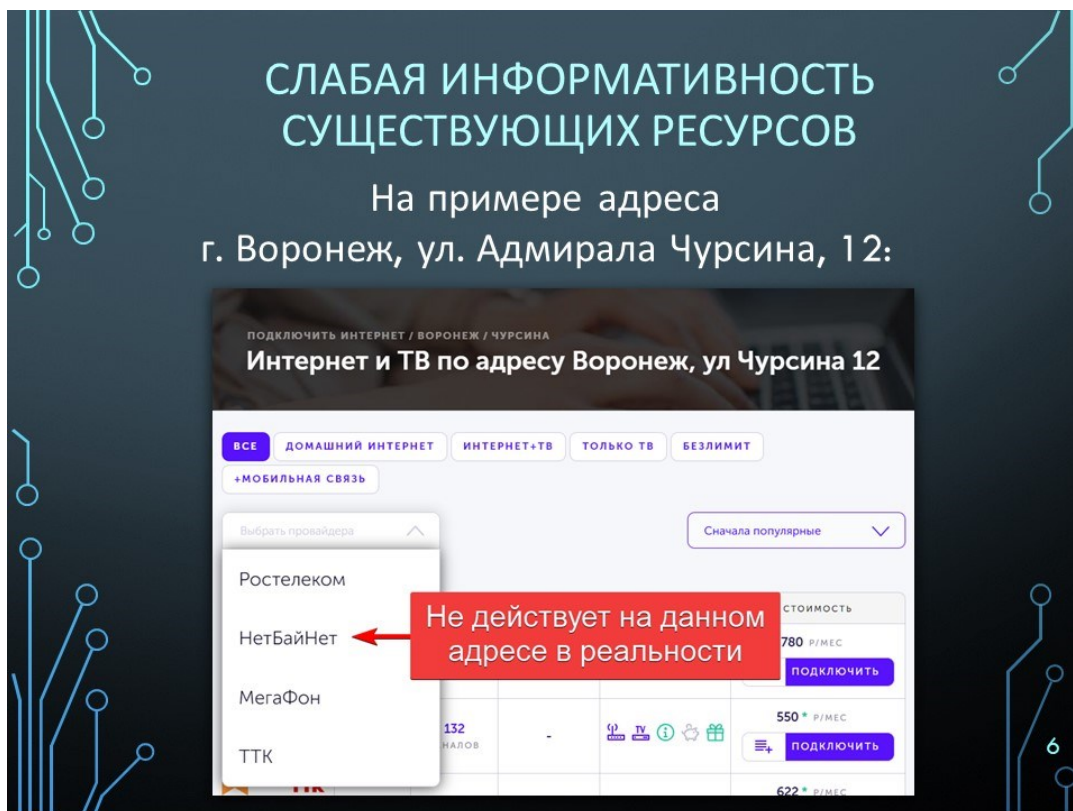 СЛАБАЯ ИНФОРМАТИВНОСТЬ
СУЩЕСТВУЮЩИХ РЕСУРСОВ
На примере адреса
г. Воронеж, ул. Адмирала Чурсина, 12:
ПОДКЛЮЧИТЬ ИНТЕРНЕТ / ВОРОНЕЖ / ЧУРСИНА
Интернет и ТВ по адресу Воронеж, ул Чурсина 12
ВСЕ ДОМАШНИЙ ИНТЕРНЕТ ИНТЕРНЕТ+ТВ ТОЛЬКО ТВ БЕЗЛИМИТ
+МОБИЛЬНАЯ СВЯЗЬ
Выбрать провайдера Сначала популярные
Ростелеком
СТОИМОСТЬ
Не действует на данном
адресе в реальности
НетБайНет
780 Р/МЕС
ПОДКЛЮЧИТЬ
МегаФон
132 - TV 550 * Р/МЕС
НАЛОВ ПОДКЛЮЧИТЬ
ТТК
622 * Р/МЕС
6